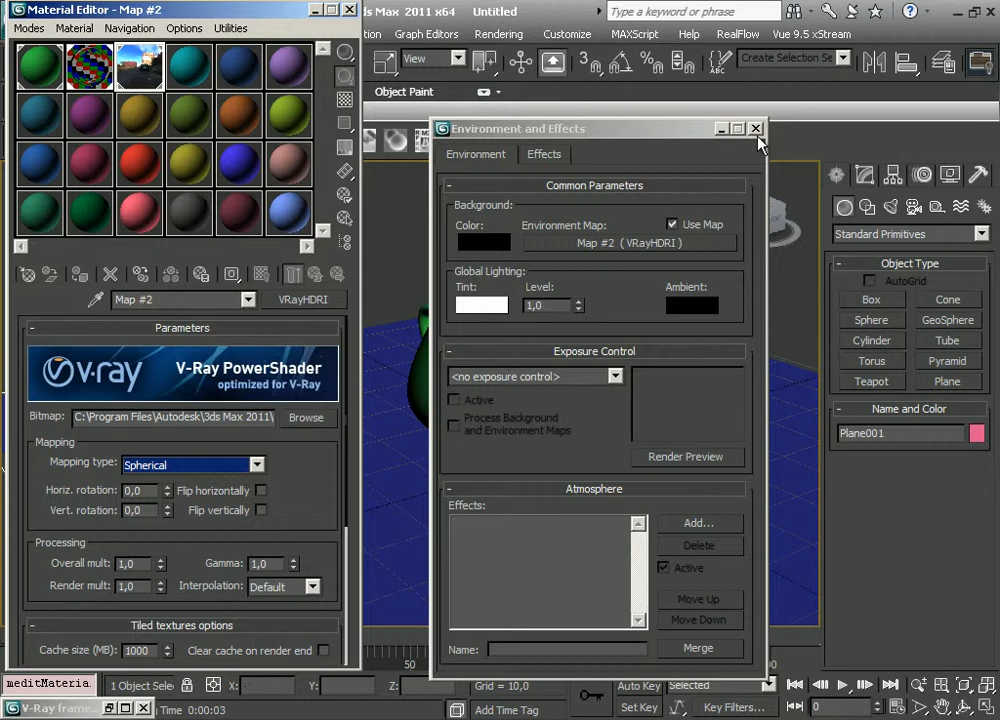 Material Editor - Map #2
Modes Material Navigation Options Utilities
ds Max 2011 x64 Untitled
Type a keyword or phrase
tion Graph Editors Rendering Customize MAXScript Help RealFlow Vue 9.5 xStream
View
3
Create Selection Se
Object Paint
Environment and Effects
Environment Effects
Common Parameters
Background:
Color: Environment Map: Use Map
Map #2 ( VRayHDRI )
Global Lighting:
Tint: Level: Ambient:
1,0
Exposure Control
<no exposure control>
Active
Process Background
and Environment Maps
Render Preview
Atmosphere
Effects:
Add...
Delete
Active
Move Up
Move Down
Name: Merge
Map #2 VRayHDRI
Parameters
V-Ray PowerShader
optimized for V-Ray
Bitmap: C:\Program Files\Autodesk\3ds Max 2011\ Browse
Mapping
Mapping type: Spherical
Horiz. rotation: 0,0 Flip horizontally
Vert. rotation: 0,0 Flip vertically
Processing
Overall mult: 1,0 Gamma: 1,0
Render mult: 1,0 Interpolation: Default
Tiled textures options
Cache size (MB): 1000 Clear cache on render end
Standard Primitives
Object Type
AutoGrid
Box Cone
Sphere GeoSphere
Cylinder Tube
Torus Pyramid
Teapot Plane
Name and Color
Plane001
50
meditMateria 1 Object Sele X: Y: Z: Grid = 10,0 Auto Key Selected
V-Ray frame... Time 0:00:03 Add Time Tag Set Key Key Filters... 0